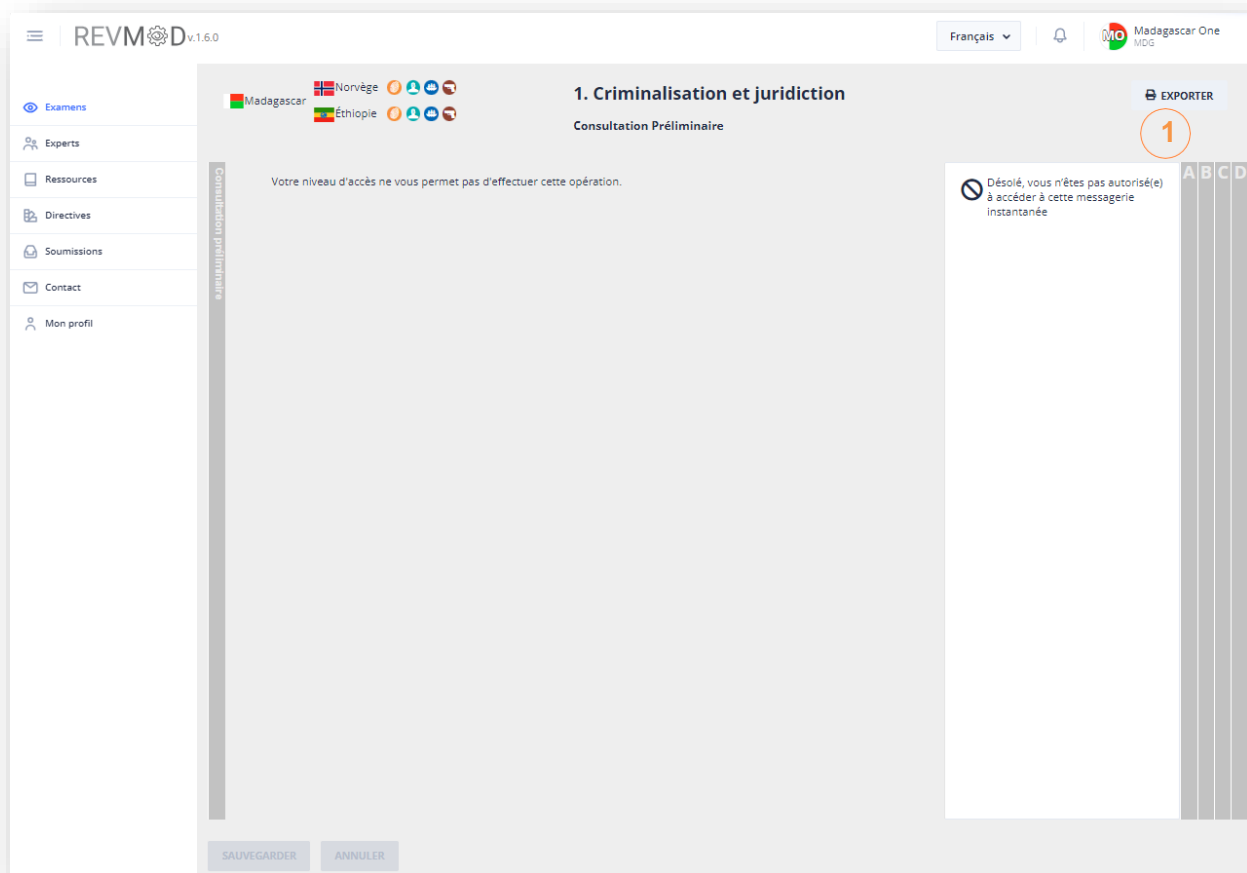 REVMOD v.1.6.0
Français
MO
Madagascar One
MDG
Examens
Experts
Ressources
Directives
Soumissions
Contact
Mon profil
Madagascar
Norvège
Éthiopie
1. Criminalisation et juridiction
Consultation Préliminaire
EXPORTER
1
Consultation préliminaire
Votre niveau d'accès ne vous permet pas d'effectuer cette opération.
Désolé, vous n'êtes pas autorisé(e)
à accéder à cette messagerie
instantanée
A B C D
SAUVEGARDER
ANNULER